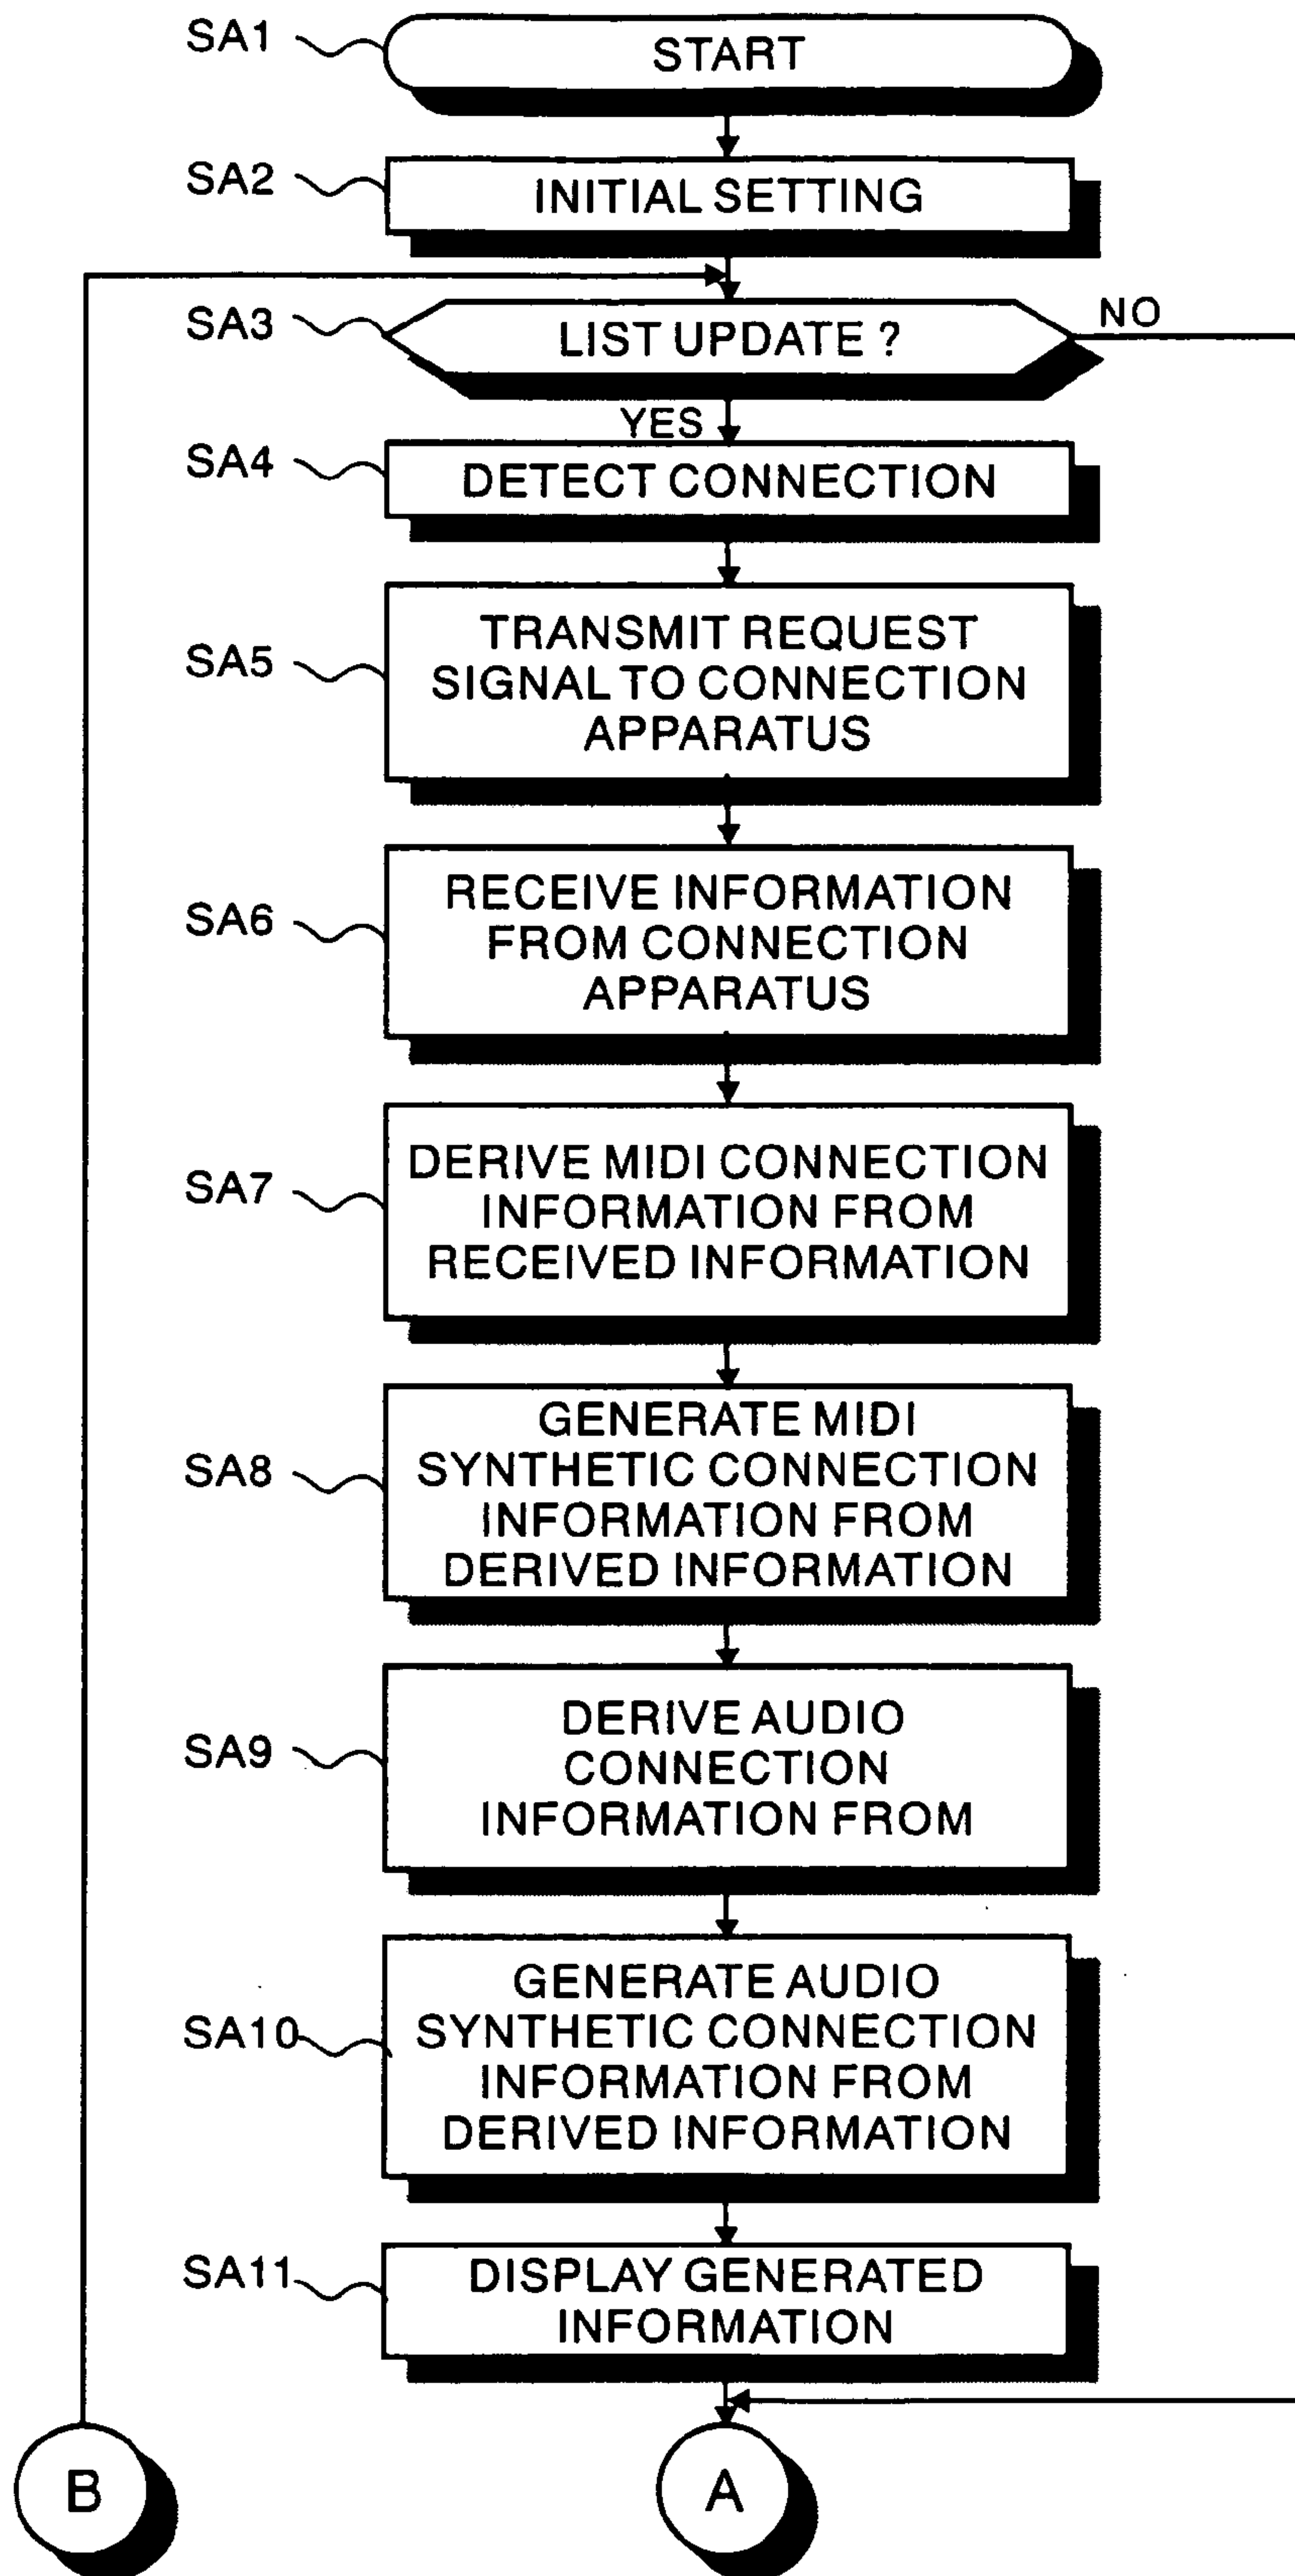 SA1
START
SA2
INITIAL SETTING
SA3
LIST UPDATE ?
NO
YES
SA4
DETECT CONNECTION
SA5
TRANSMIT REQUEST
SIGNAL TO CONNECTION
APPARATUS
SA6
RECEIVE INFORMATION
FROM CONNECTION
APPARATUS
SA7
DERIVE MIDI CONNECTION
INFORMATION FROM
RECEIVED INFORMATION
SA8
GENERATE MIDI
SYNTHETIC CONNECTION
INFORMATION FROM
DERIVED INFORMATION
SA9
DERIVE AUDIO
CONNECTION
INFORMATION FROM
SA10
GENERATE AUDIO
SYNTHETIC CONNECTION
INFORMATION FROM
DERIVED INFORMATION
SA11
DISPLAY GENERATED
INFORMATION
B
A